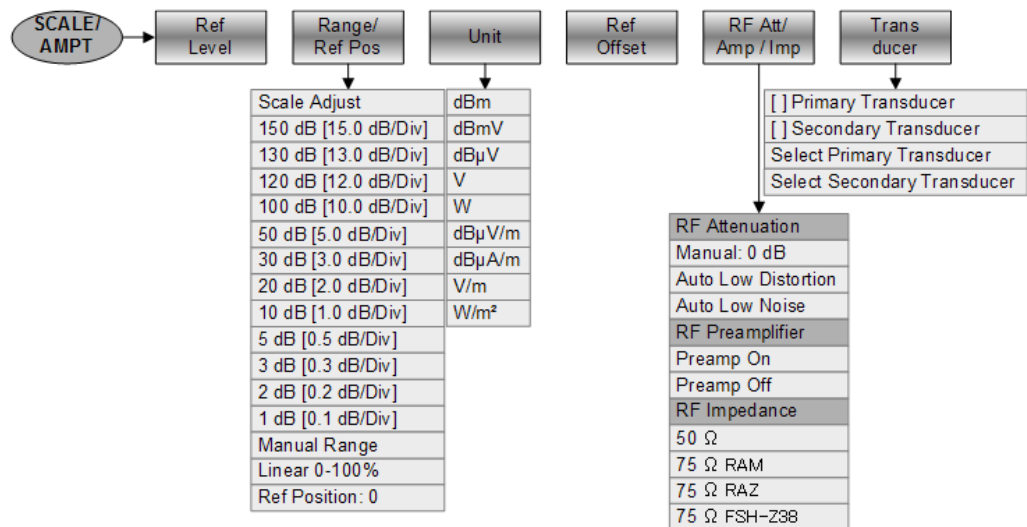 SCALE/
AMPT
Ref
Level
Range/
Ref Pos
Unit
Ref
Offset
RF Att/
Amp / Imp
Trans
ducer
Scale Adjust
150 dB [15.0 dB/Div]
130 dB [13.0 dB/Div]
120 dB [12.0 dB/Div]
100 dB [10.0 dB/Div]
50 dB [5.0 dB/Div]
30 dB [3.0 dB/Div]
20 dB [2.0 dB/Div]
10 dB [1.0 dB/Div]
5 dB [0.5 dB/Div]
3 dB [0.3 dB/Div]
2 dB [0.2 dB/Div]
1 dB [0.1 dB/Div]
Manual Range
Linear 0-100%
Ref Position: 0
dBm
dBmV
dBµV
V
W
dBµV/m
dBµA/m
V/m
W/m²
[ ] Primary Transducer
[ ] Secondary Transducer
Select Primary Transducer
Select Secondary Transducer
RF Attenuation
Manual: 0 dB
Auto Low Distortion
Auto Low Noise
RF Preamplifier
Preamp On
Preamp Off
RF Impedance
50 Ω
75 Ω RAM
75 Ω RAZ
75 Ω FSH-Z38